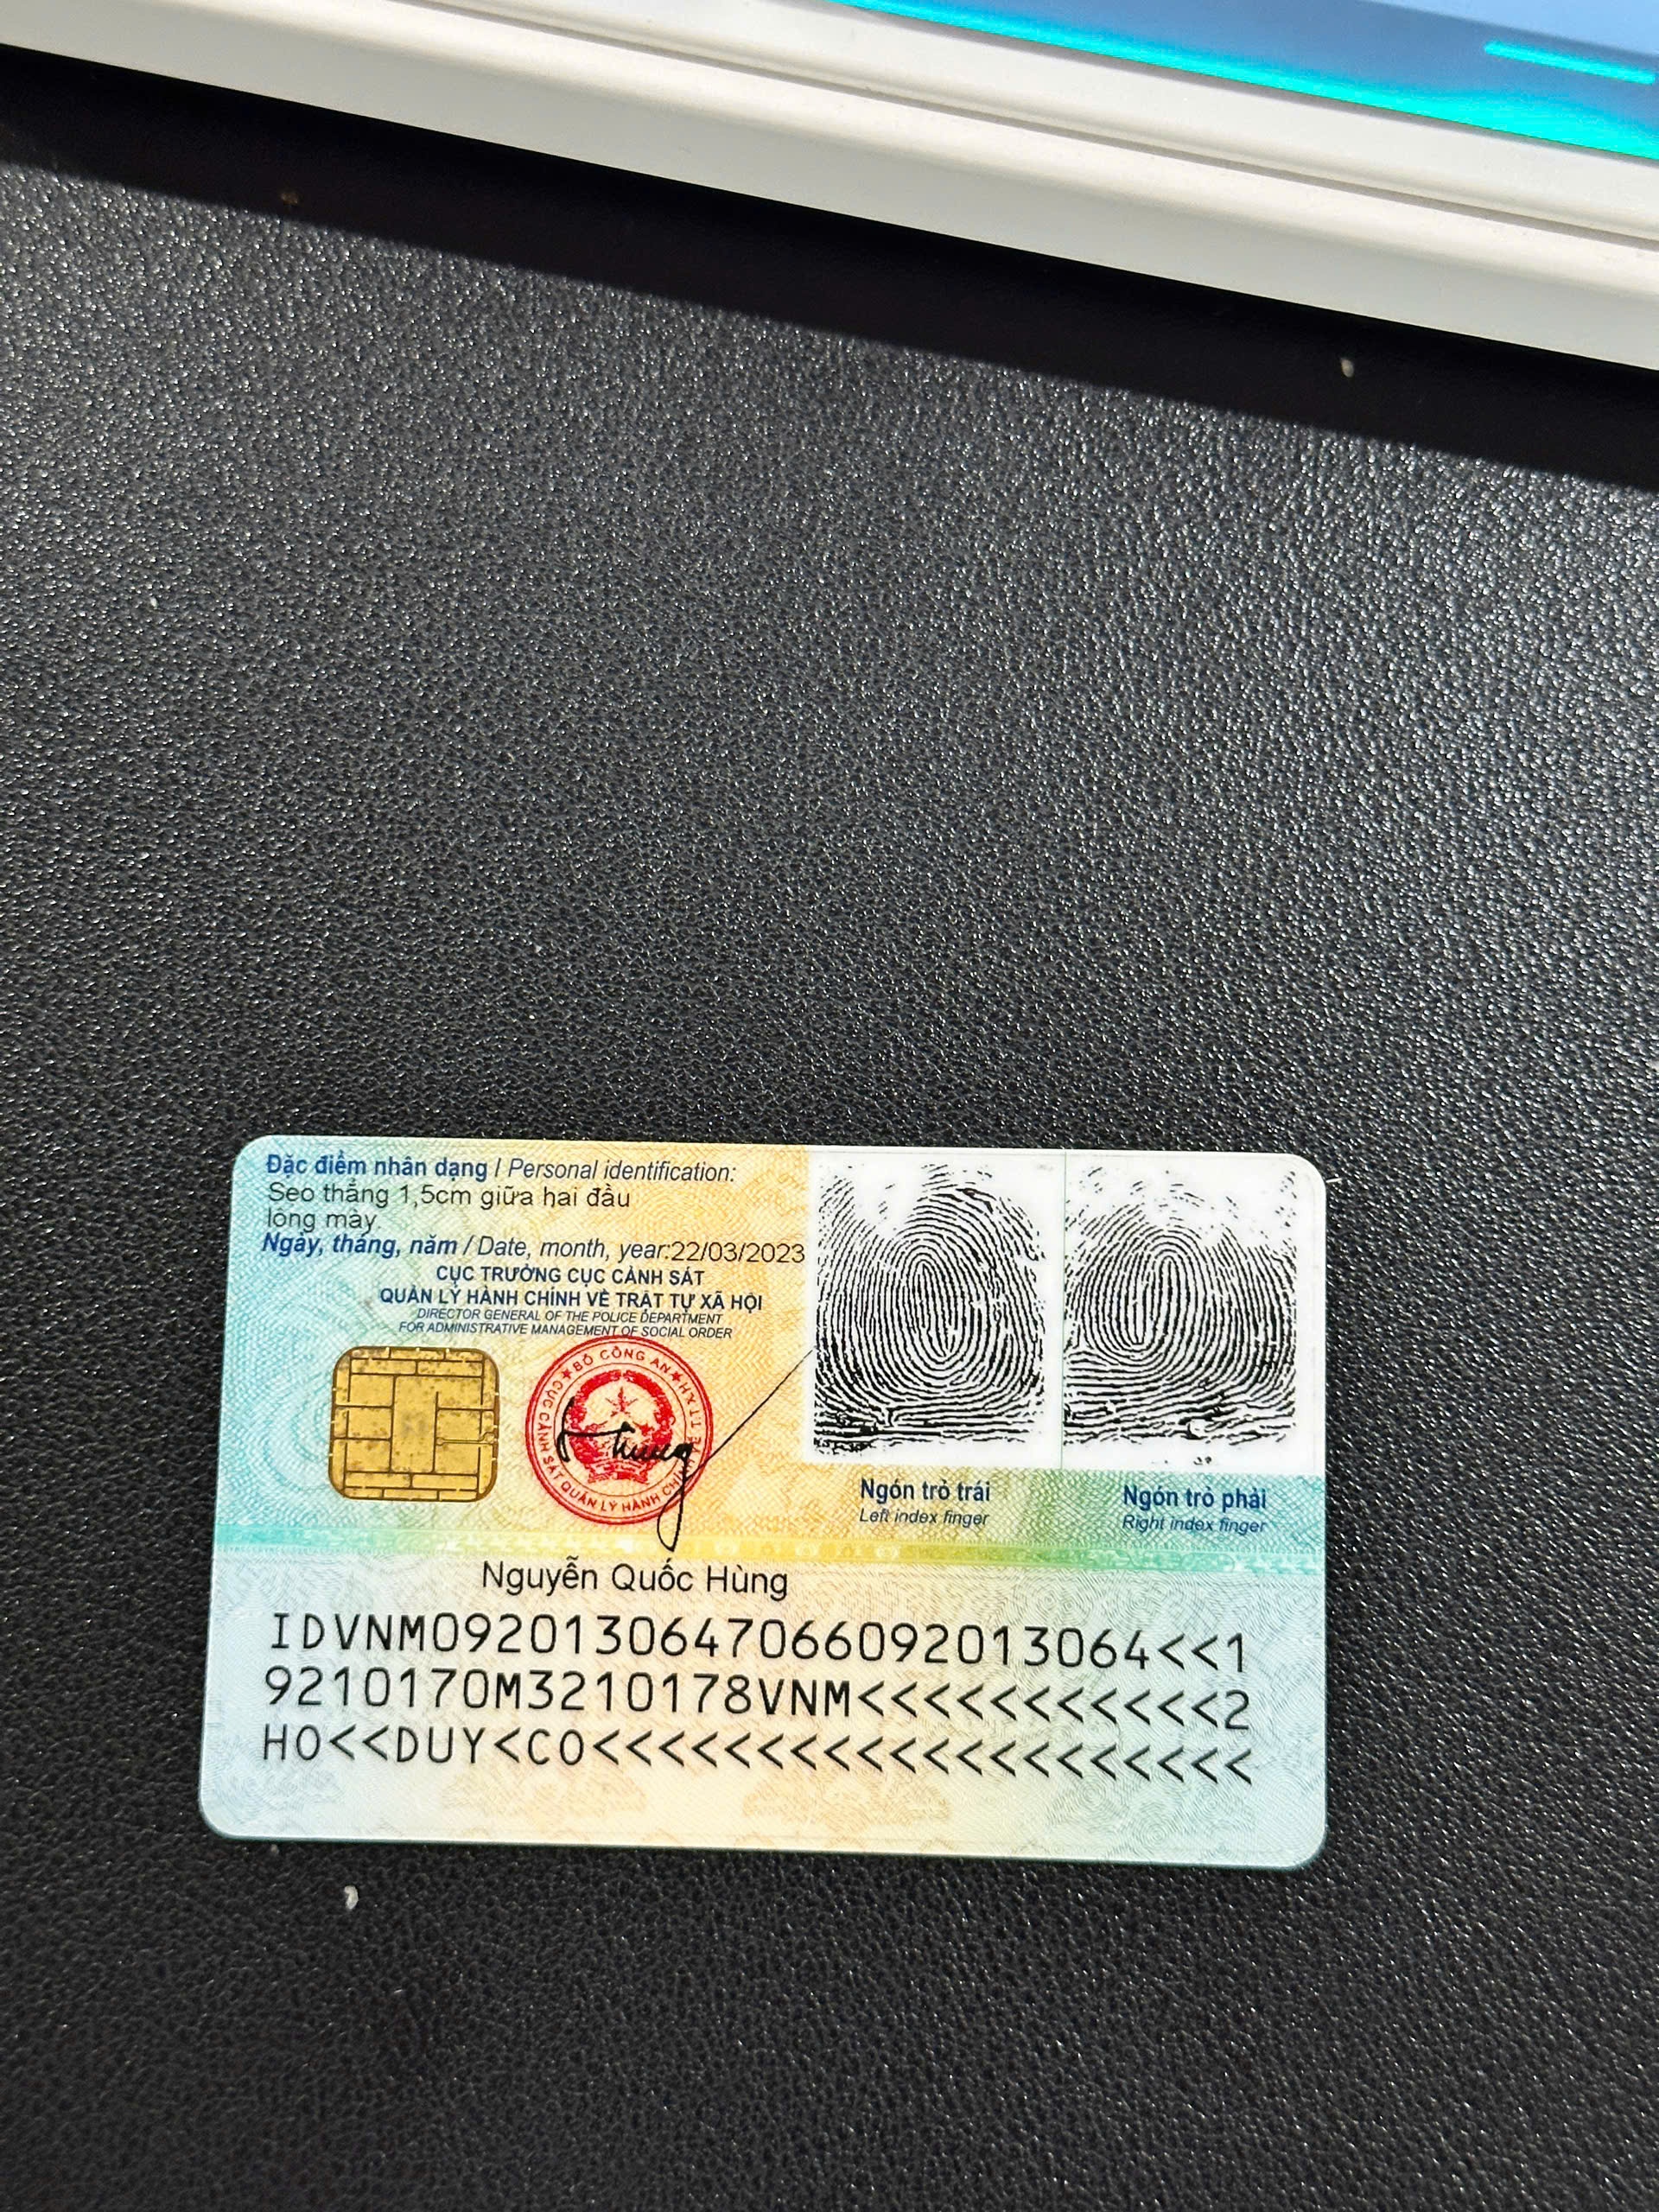 Đặc điểm nhân dạng / Personal identification:
Sẹo thẳng 1,5cm giữa hai đầu
lông mày.
Ngày, tháng, năm / Date, month, year:22/03/2023
CỤC TRƯỞNG CỤC CẢNH SÁT
QUẢN LÝ HÀNH CHÍNH VỀ TRẬT TỰ XÃ HỘI
DIRECTOR GENERAL OF THE POLICE DEPARTMENT
FOR ADMINISTRATIVE MANAGEMENT OF SOCIAL ORDER
BỘ CÔNG AN
CỤC CẢNH SÁT QUẢN LÝ HÀNH CHÍNH
Ngón trỏ trái
Left index finger
Ngón trỏ phải
Right index finger
Nguyễn Quốc Hùng
IDVNM0920130647066092013064<<1
9210170M3210178VNM<<<<<<<<<<<2
HO<<DUY<CO<<<<<<<<<<<<<<<<<<<<